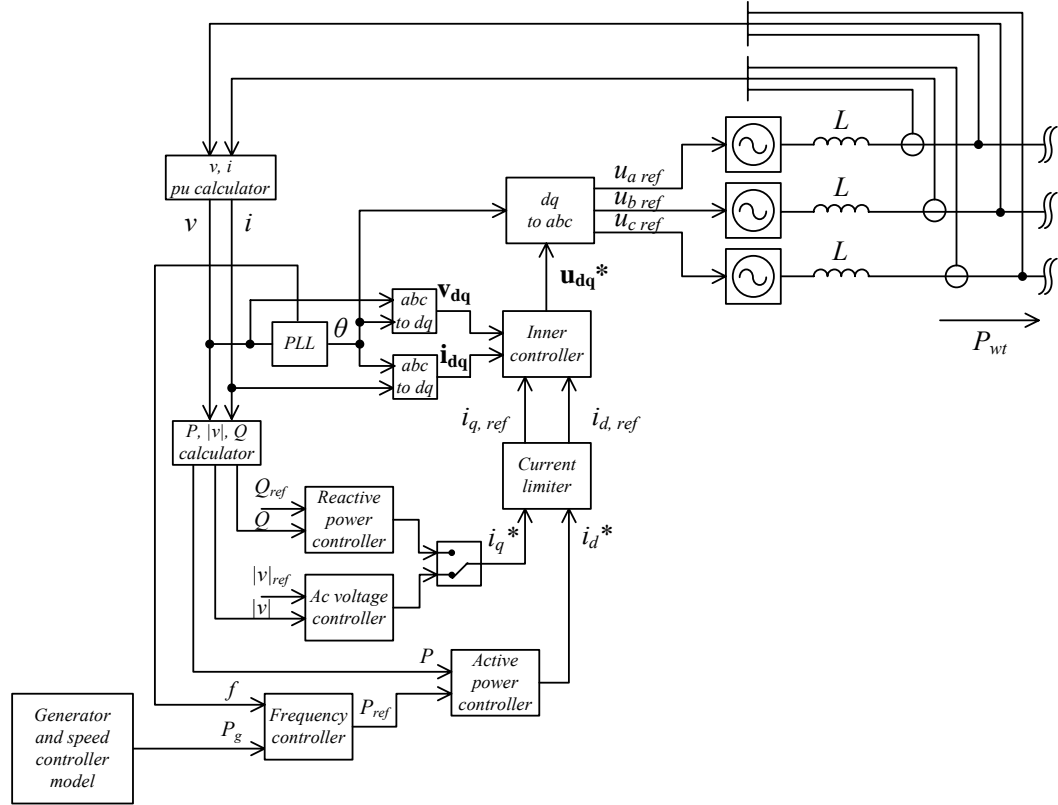 v, i
pu calculator
v
i
L
L
L
u_a ref
u_b ref
u_c ref
dq
to abc
u_dq*
P_wt
PLL
θ
abc
to dq
v_dq
abc
to dq
i_dq
Inner
controller
i_q, ref
i_d, ref
P, |v|, Q
calculator
Current
limiter
Q_ref
Q
Reactive
power
controller
i_q*
i_d*
|v|_ref
|v|
Ac voltage
controller
P
Active
power
controller
f
P_ref
P_g
Frequency
controller
Generator
and speed
controller
model